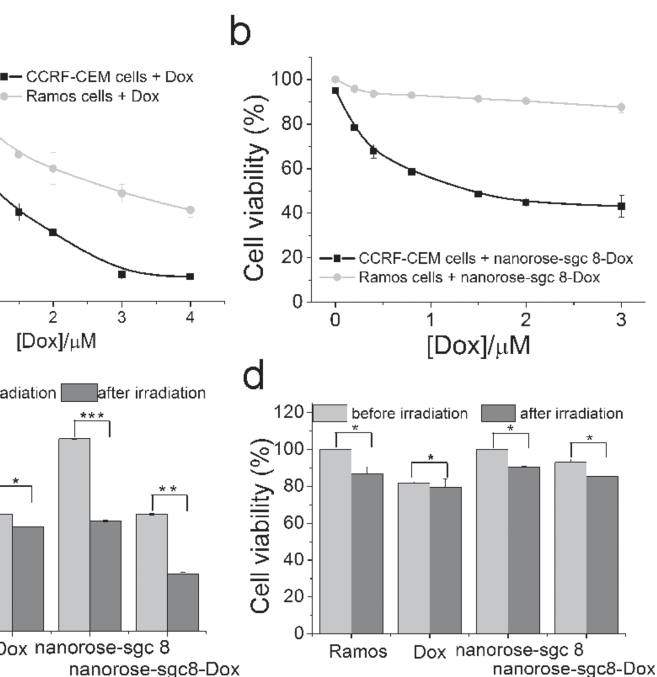 b
CCRF-CEM cells + Dox
Ramos cells + Dox
2 3 4
[Dox]/μM
Cell viability (%)
100
80
60
40
20
0
CCRF-CEM cells + nanorose-sgc 8-Dox
Ramos cells + nanorose-sgc 8-Dox
0 1 2 3
[Dox]/μM
adiation after irradiation
*
***
**
nanorose-sgc 8
nanorose-sgc8-Dox
d
Cell viability (%)
120
100
80
60
40
20
0
before irradiation after irradiation
*
*
*
*
Ramos Dox nanorose-sgc 8
nanorose-sgc8-Dox